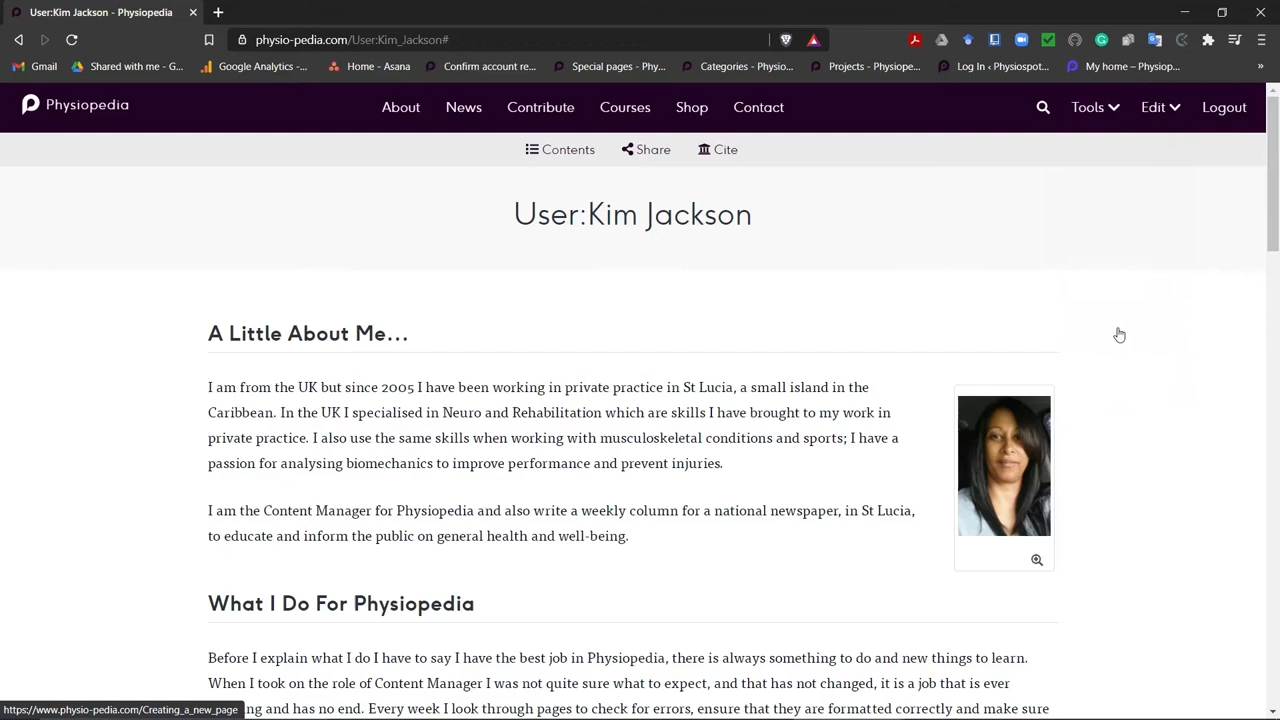 User:Kim Jackson - Physiopedia
physio-pedia.com/User:Kim_Jackson#
Gmail Shared with me - G... Google Analytics -... Home - Asana Confirm account re... Special pages - Phy... Categories - Physio... Projects - Physiope... Log In ‹ Physiospot... My home – Physiop... »
Physiopedia About News Contribute Courses Shop Contact Tools Edit Logout
Contents Share Cite
User:Kim Jackson
A Little About Me...
I am from the UK but since 2005 I have been working in private practice in St Lucia, a small island in the
Caribbean. In the UK I specialised in Neuro and Rehabilitation which are skills I have brought to my work in
private practice. I also use the same skills when working with musculoskeletal conditions and sports; I have a
passion for analysing biomechanics to improve performance and prevent injuries.
I am the Content Manager for Physiopedia and also write a weekly column for a national newspaper, in St Lucia,
to educate and inform the public on general health and well-being.
What I Do For Physiopedia
Before I explain what I do I have to say I have the best job in Physiopedia, there is always something to do and new things to learn.
When I took on the role of Content Manager I was not quite sure what to expect, and that has not changed, it is a job that is ever
ng and has no end. Every week I look through pages to check for errors, ensure that they are formatted correctly and make sure
https://www.physio-pedia.com/Creating_a_new_page